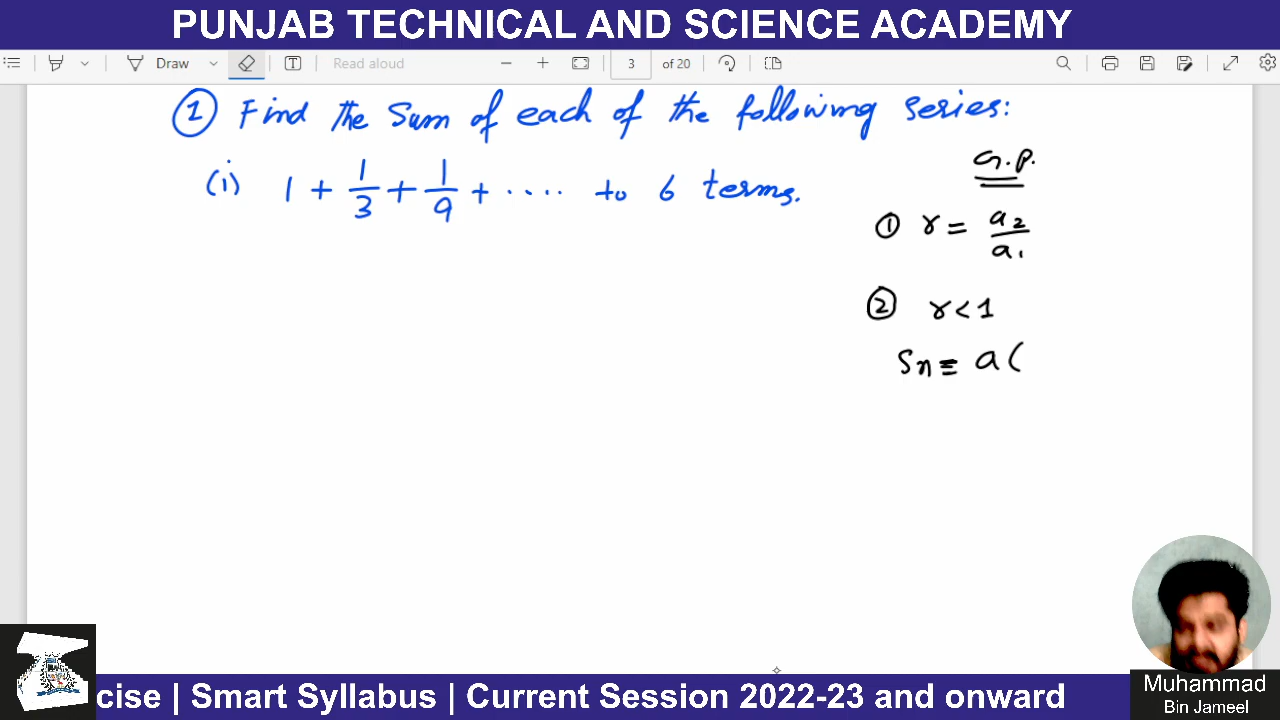 PUNJAB TECHNICAL AND SCIENCE ACADEMY
Draw
Read aloud
3 of 20
① Find the Sum of each of the following series:
(i) 1 + 1/3 + 1/9 + ···· to 6 terms.
G.P.
① r = a₂/a₁
② r < 1
Sn = a(
cise | Smart Syllabus | Current Session 2022-23 and onward
Muhammad
Bin Jameel